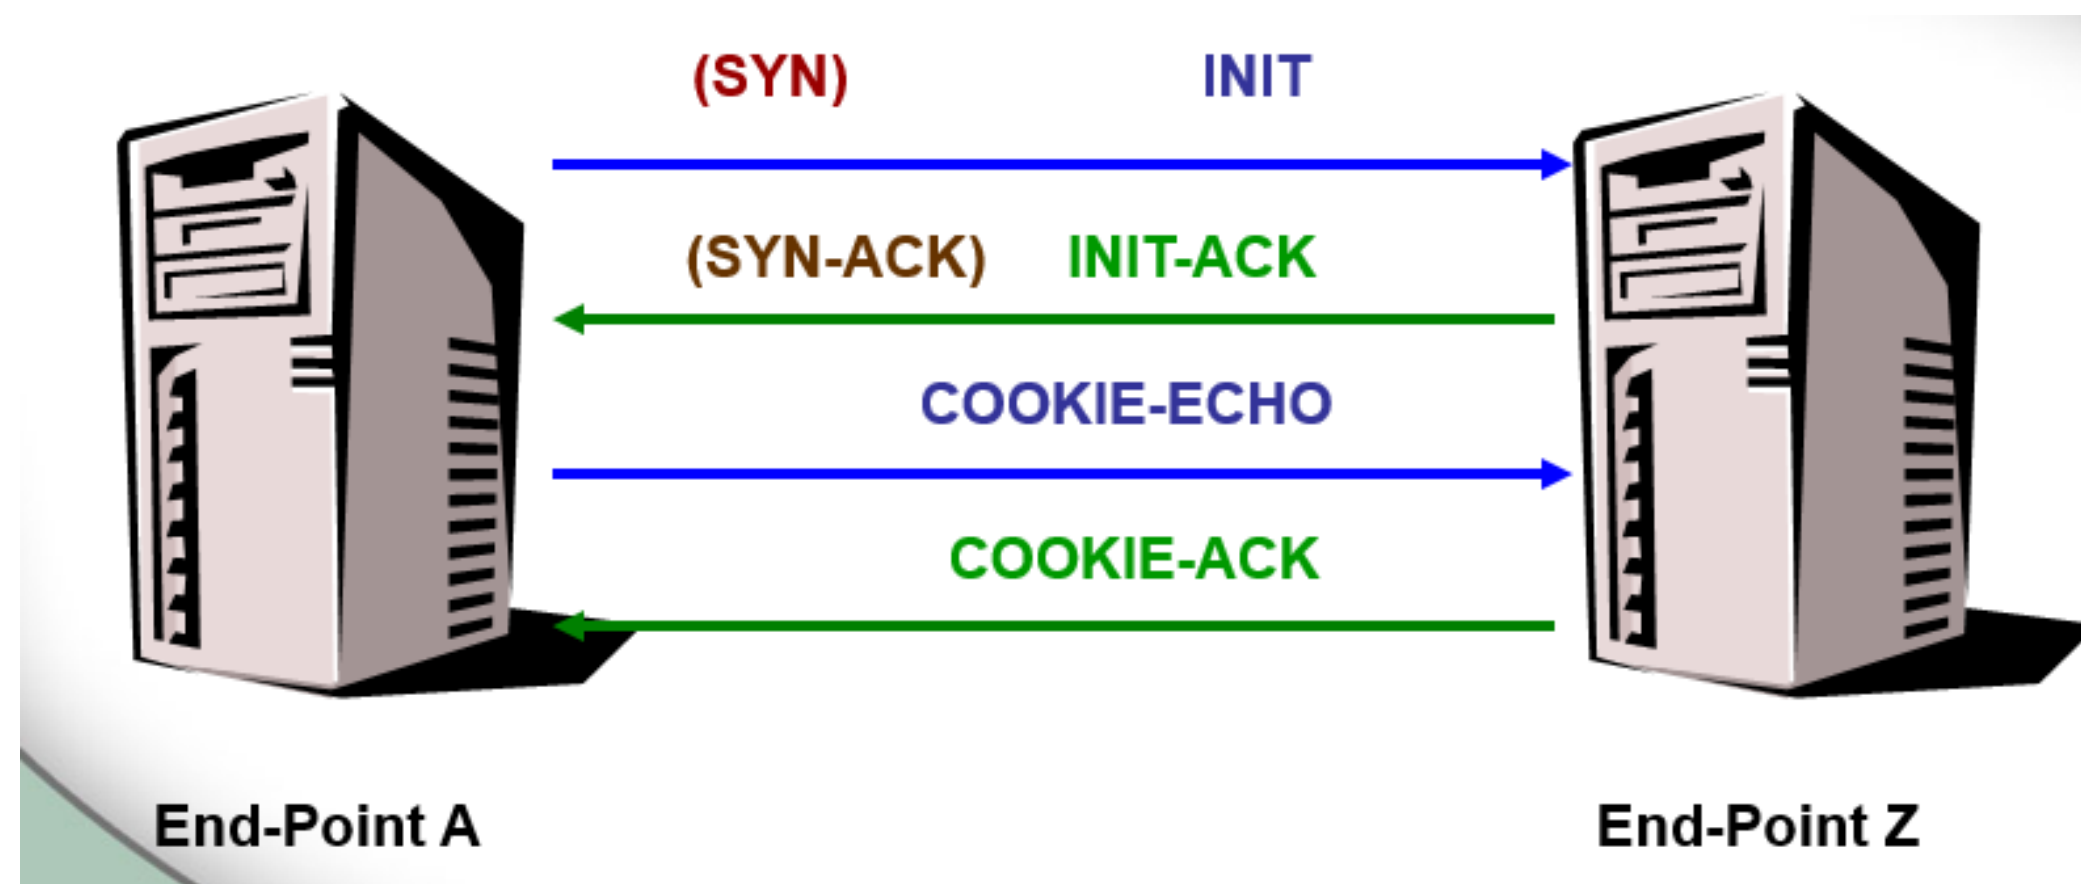 (SYN) INIT
(SYN-ACK) INIT-ACK
COOKIE-ECHO
COOKIE-ACK
End-Point A End-Point Z